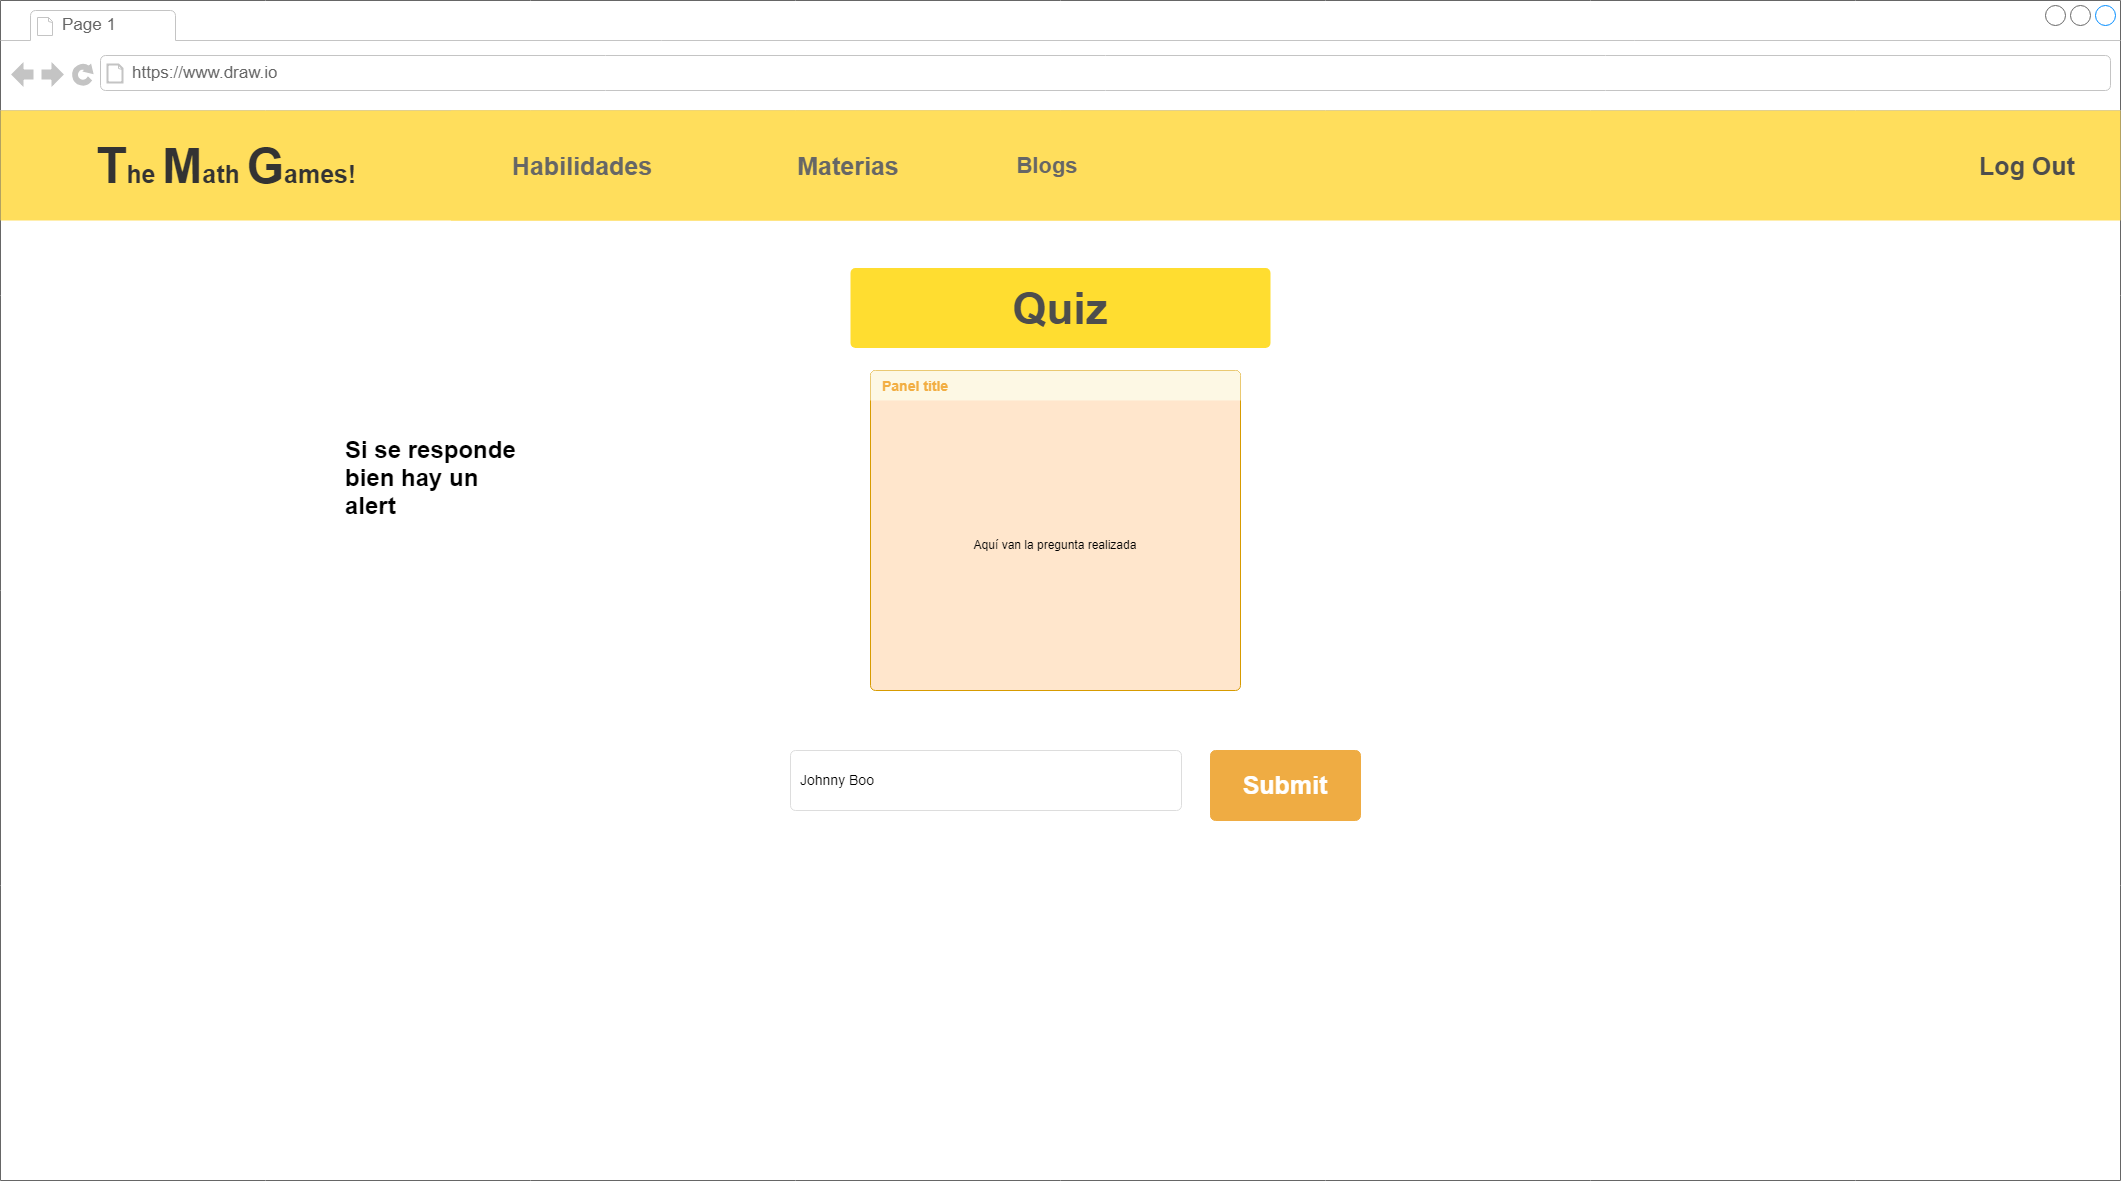 Page 1
https://www.draw.io
The Math Games!
Habilidades
Materias
Blogs
Log Out
Quiz
Panel title
Si se responde
bien hay un
alert
Aquí van la pregunta realizada
Johnny Boo
Submit